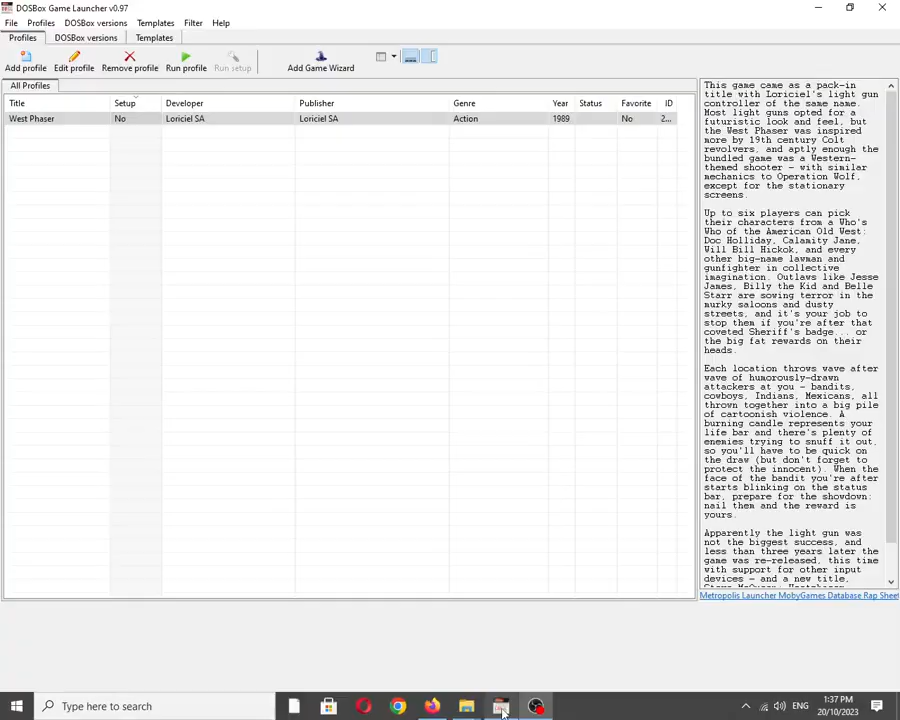 DOSBox Game Launcher v0.97
File Profiles DOSBox versions Templates Filter Help
Profiles DOSBox versions Templates
Add profile Edit profile Remove profile Run profile Run setup Add Game Wizard
All Profiles
Title Setup Developer Publisher Genre Year Status Favorite ID
West Phaser No Loriciel SA Loriciel SA Action 1989 No 2...
This game came as a pack-in
title with Loriciel's light gun
controller of the same name.
Most light guns opted for a
futuristic look and feel, but
the West Phaser was inspired
more by 19th century Colt
revolvers, and aptly enough the
bundled game was a Western-
themed shooter - with similar
mechanics to Operation Wolf,
except for the stationary
screens.
Up to six players can pick
their characters from a Who's
Who of the American Old West:
Doc Holliday, Calamity Jane,
Will Bill Hickok, and every
other big-name lawman and
gunfighter in collective
imagination. Outlaws like Jesse
James, Billy the Kid and Belle
Starr are sowing terror in the
murky saloons and dusty
streets, and it's your job to
stop them if you're after that
coveted Sheriff's badge... or
the big fat rewards on their
heads.
Each location throws wave after
wave of humorously-drawn
attackers at you - bandits,
cowboys, Indians, Mexicans, all
thrown together into a big pile
of cartoonish violence. A
burning candle represents your
life bar and there's plenty of
enemies trying to snuff it out,
so you'll have to be quick on
the draw (but don't forget to
protect the innocent). When the
face of the bandit you're after
starts blinking on the status
bar, prepare for the showdown:
nail them and the reward is
yours.
Apparently the light gun was
not the biggest success, and
less than three years later the
game was re-released, this time
with support for other input
devices - and a new title,
Metropolis Launcher MobyGames Database Rap Sheet
Type here to search
ENG
1:37 PM
20/10/2023